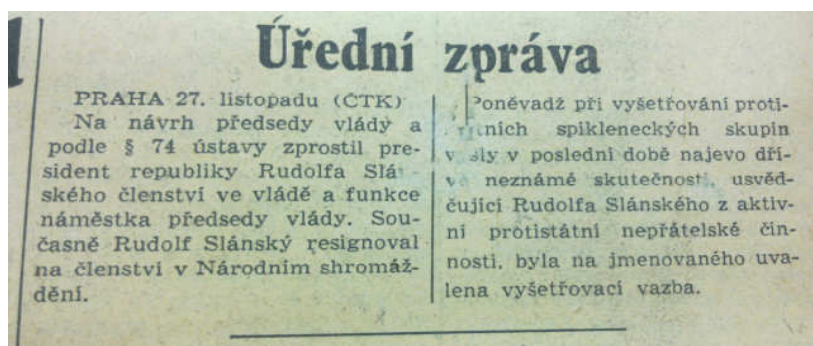 Úřední zpráva
PRAHA 27. listopadu (ČTK)
Na návrh předsedy vlády a
podle § 74 ústavy zprostil pre-
sident republiky Rudolfa Slá-
ského členství ve vládě a funkce
náměstka předsedy vlády. Sou-
časně Rudolf Slánský resignoval
na členství v Národním shromáž-
dění.
Poněvadž při vyšetřování proti-
spikleneckých skupin
v poslední době najevo dří-
neznámé skutečnosti, usvěd-
čující Rudolfa Slánského z aktiv-
ní protistátní nepřátelské čin-
nosti, byla na jmenovaného uva-
lena vyšetřovací vazba.